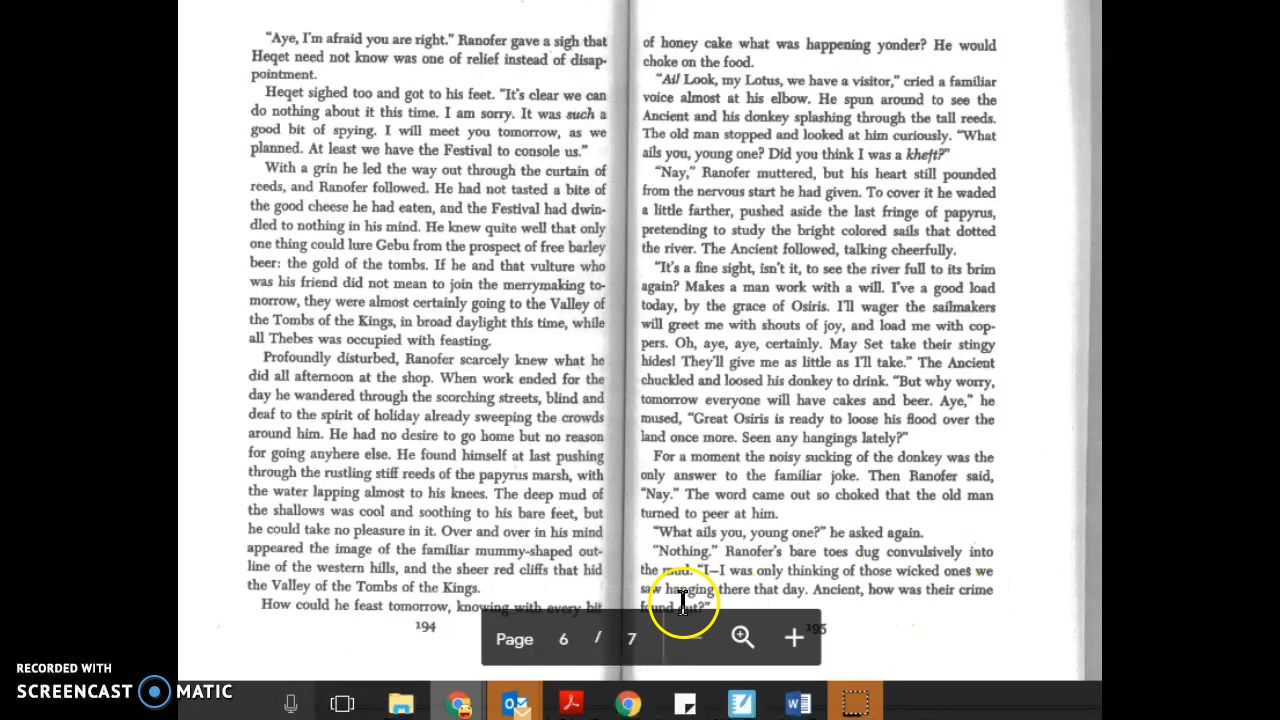 "Aye, I'm afraid you are right." Ranofer gave a sigh that
Heqet need not know was one of relief instead of disap-
pointment.
Heqet sighed too and got to his feet. "It's clear we can
do nothing about it this time. I am sorry. It was such a
good bit of spying. I will meet you tomorrow, as we
planned. At least we have the Festival to console us."
With a grin he led the way out through the curtain of
reeds, and Ranofer followed. He had not tasted a bite of
the good cheese he had eaten, and the Festival had dwin-
dled to nothing in his mind. He knew quite well that only
one thing could lure Gebu from the prospect of free barley
beer: the gold of the tombs. If he and that vulture who
was his friend did not mean to join the merrymaking to-
morrow, they were almost certainly going to the Valley of
the Tombs of the Kings, in broad daylight this time, while
all Thebes was occupied with feasting.
Profoundly disturbed, Ranofer scarcely knew what he
did all afternoon at the shop. When work ended for the
day he wandered through the scorching streets, blind and
deaf to the spirit of holiday already sweeping the crowds
around him. He had no desire to go home but no reason
for going anyhere else. He found himself at last pushing
through the rustling stiff reeds of the papyrus marsh, with
the water lapping almost to his knees. The deep mud of
the shallows was cool and soothing to his bare feet, but
he could take no pleasure in it. Over and over in his mind
appeared the image of the familiar mummy-shaped out-
line of the western hills, and the sheer red cliffs that hid
the Valley of the Tombs of the Kings.
How could he feast tomorrow, knowing with every bit
194
of honey cake what was happening yonder? He would
choke on the food.
"Ai! Look, my Lotus, we have a visitor," cried a familiar
voice almost at his elbow. He spun around to see the
Ancient and his donkey splashing through the tall reeds.
The old man stopped and looked at him curiously. "What
ails you, young one? Did you think I was a kheft?"
"Nay," Ranofer muttered, but his heart still pounded
from the nervous start he had given. To cover it he waded
a little farther, pushed aside the last fringe of papyrus,
pretending to study the bright colored sails that dotted
the river. The Ancient followed, talking cheerfully.
"It's a fine sight, isn't it, to see the river full to its brim
again? Makes a man work with a will. I've a good load
today, by the grace of Osiris. I'll wager the sailmakers
will greet me with shouts of joy, and load me with cop-
pers. Oh, aye, aye, certainly. May Set take their stingy
hides! They'll give me as little as I'll take." The Ancient
chuckled and loosed his donkey to drink. "But why worry,
tomorrow everyone will have cakes and beer. Aye," he
mused, "Great Osiris is ready to loose his flood over the
land once more. Seen any hangings lately?"
For a moment the noisy sucking of the donkey was the
only answer to the familiar joke. Then Ranofer said,
"Nay." The word came out so choked that the old man
turned to peer at him.
"What ails you, young one?" he asked again.
"Nothing." Ranofer's bare toes dug convulsively into
the mud. "I—I was only thinking of those wicked ones we
saw hanging there that day. Ancient, how was their crime
found out?"
195
Page 6 / 7
RECORDED WITH
SCREENCAST MATIC